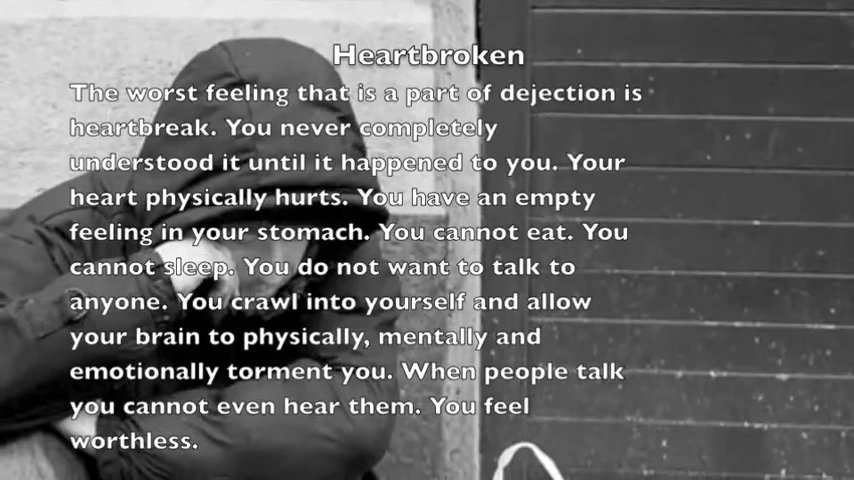 Heartbroken
The worst feeling that is a part of dejection is
heartbreak. You never completely
understood it until it happened to you. Your
heart physically hurts. You have an empty
feeling in your stomach. You cannot eat. You
cannot sleep. You do not want to talk to
anyone. You crawl into yourself and allow
your brain to physically, mentally and
emotionally torment you. When people talk
you cannot even hear them. You feel
worthless.